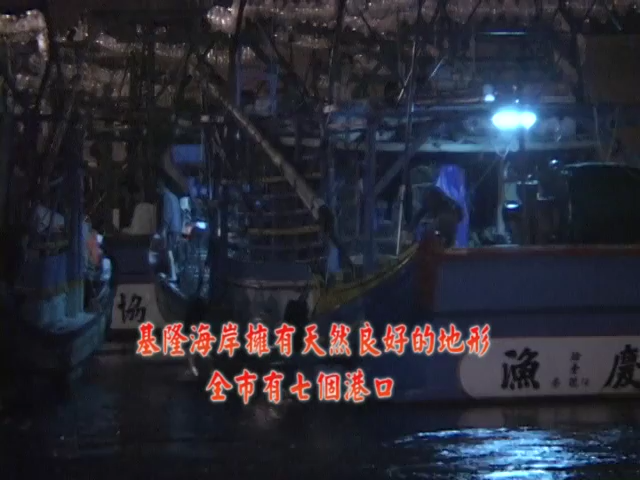 協
基隆海岸擁有天然良好的地形
全市有七個港口
漁 慶